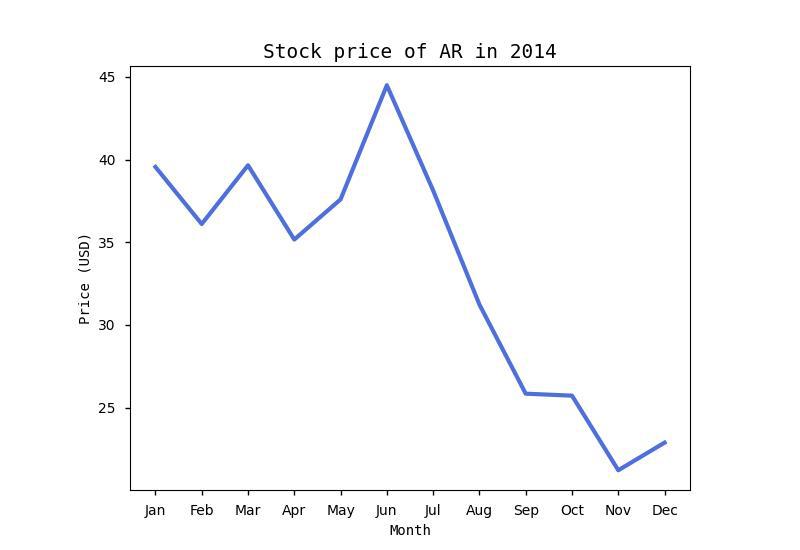 Stock price of AR in 2014
45
40
35
30
25
Price (USD)
Jan Feb Mar Apr May Jun Jul Aug Sep Oct Nov Dec
Month